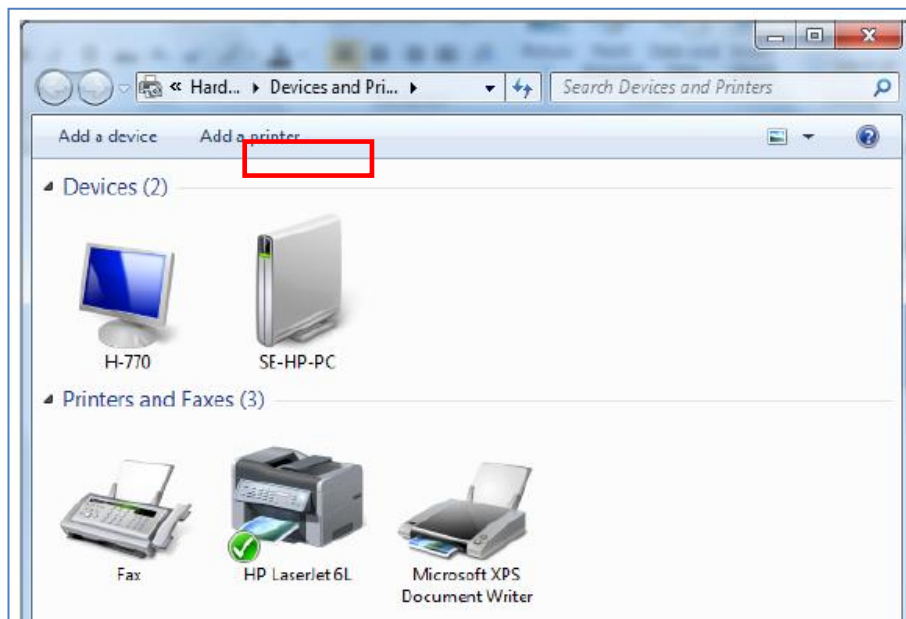 « Hard... ▸ Devices and Pri... ▸ Search Devices and Printers
Add a device Add a printer
Devices (2)
H-770 SE-HP-PC
Printers and Faxes (3)
Fax HP LaserJet 6L Microsoft XPS
Document Writer